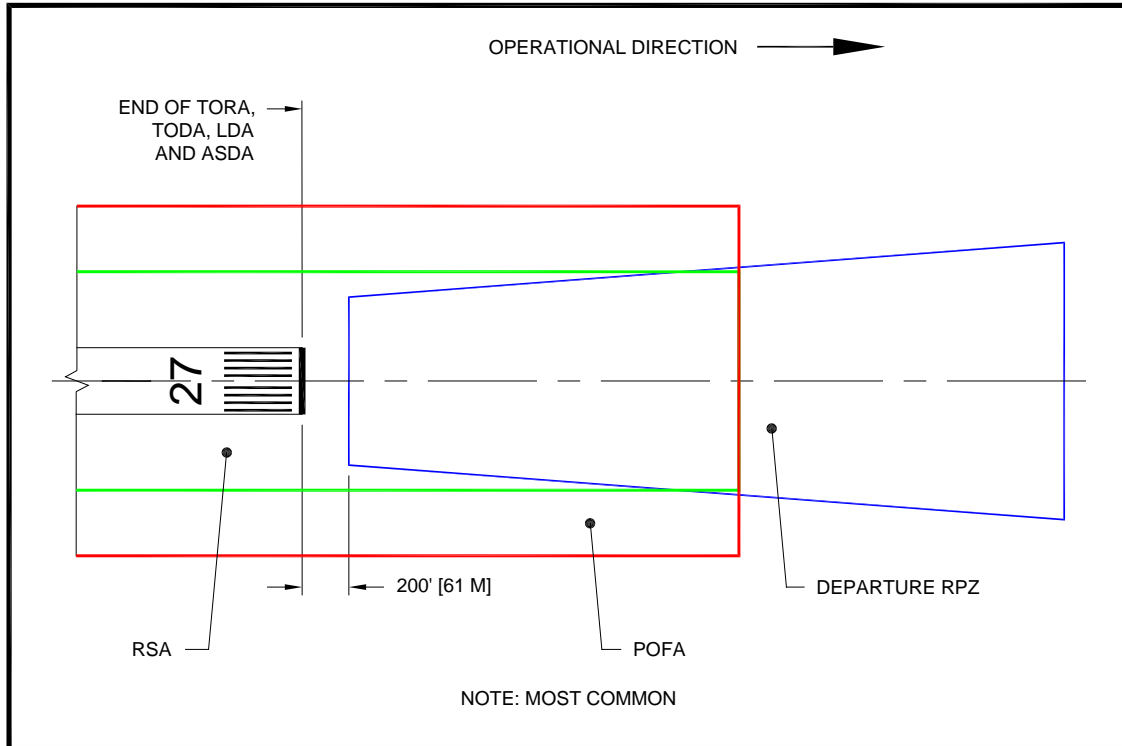 OPERATIONAL DIRECTION
END OF TORA,
TODA, LDA
AND ASDA
27
200' [61 M]
DEPARTURE RPZ
RSA
POFA
NOTE: MOST COMMON